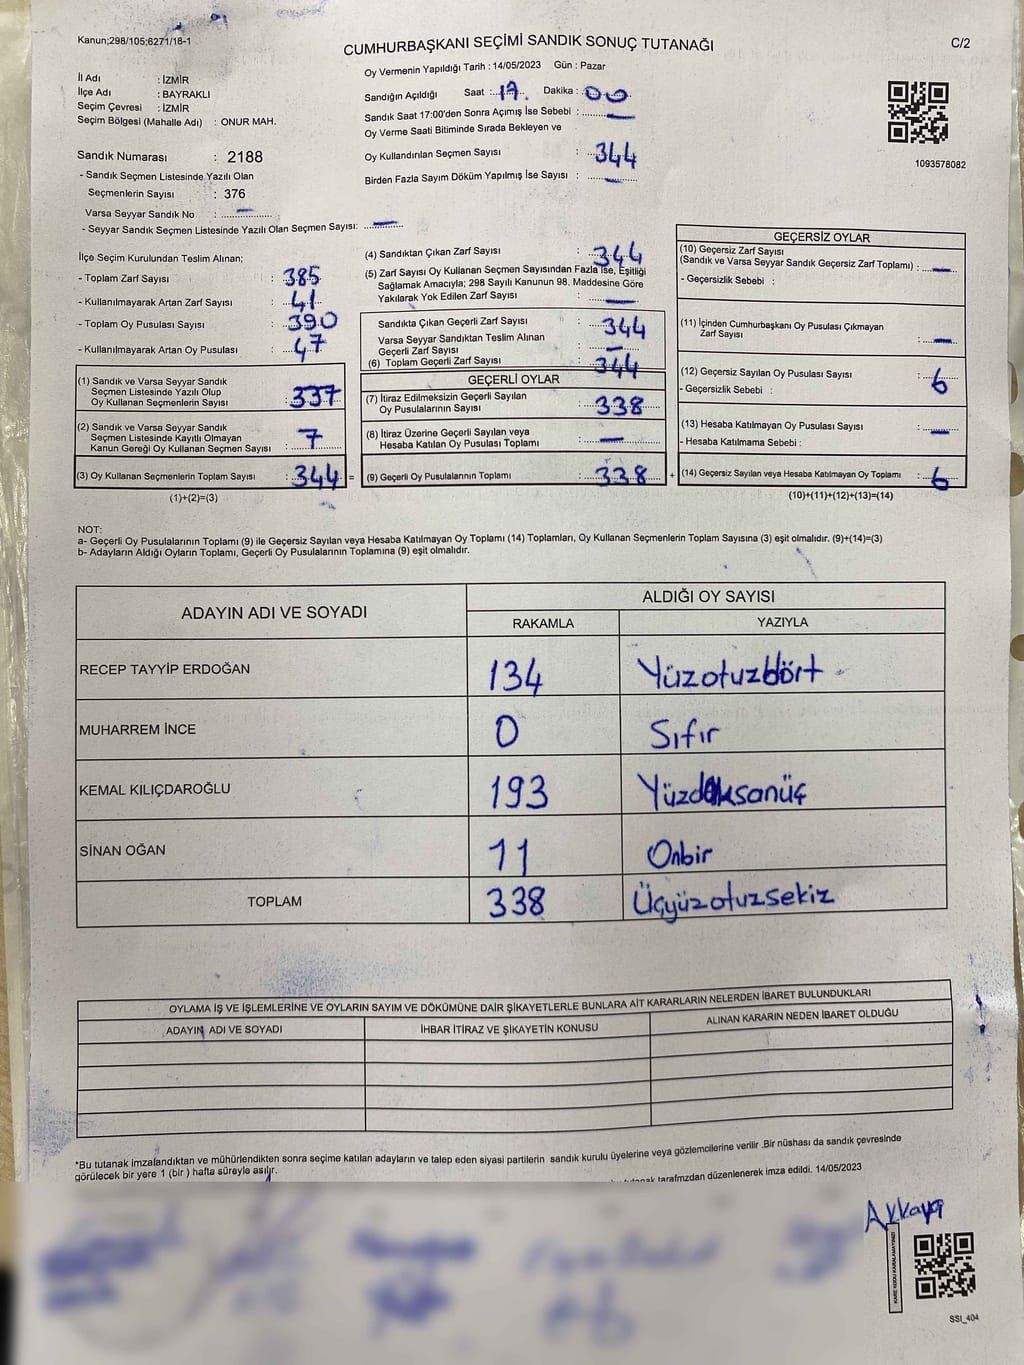 Kanun;298/105;6271/18-1
CUMHURBAŞKANI SEÇİMİ SANDIK SONUÇ TUTANAĞI
C/2
İl Adı : İZMİR
İlçe Adı : BAYRAKLI
Seçim Çevresi : İZMİR
Seçim Bölgesi (Mahalle Adı) : ONUR MAH.
Sandık Numarası : 2188
- Sandık Seçmen Listesinde Yazılı Olan
Seçmenlerin Sayısı : 376
Varsa Seyyar Sandık No : —
- Seyyar Sandık Seçmen Listesinde Yazılı Olan Seçmen Sayısı: —
Oy Vermenin Yapıldığı Tarih : 14/05/2023 Gün : Pazar
Sandığın Açıldığı Saat : 17 Dakika : 00
Sandık Saat 17:00'den Sonra Açımış İse Sebebi : —
Oy Verme Saati Bitiminde Sırada Bekleyen ve
Oy Kullandırılan Seçmen Sayısı : 344
Birden Fazla Sayım Döküm Yapılmış İse Sayısı : —
1093578082
İlçe Seçim Kurulundan Teslim Alınan;
- Toplam Zarf Sayısı : 385
- Kullanılmayarak Artan Zarf Sayısı : 41
- Toplam Oy Pusulası Sayısı : 390
- Kullanılmayarak Artan Oy Pusulası : 47
(1) Sandık ve Varsa Seyyar Sandık
Seçmen Listesinde Yazılı Olup
Oy Kullanan Seçmenlerin Sayısı : 337
(2) Sandık ve Varsa Seyyar Sandık
Seçmen Listesinde Kayıtlı Olmayan
Kanun Gereği Oy Kullanan Seçmen Sayısı : 7
(3) Oy Kullanan Seçmenlerin Toplam Sayısı : 344 =
(1)+(2)=(3)
(4) Sandıktan Çıkan Zarf Sayısı : 344
(5) Zarf Sayısı Oy Kullanan Seçmen Sayısından Fazla İse, Eşitliği
Sağlamak Amacıyla; 298 Sayılı Kanunun 98. Maddesine Göre
Yakılarak Yok Edilen Zarf Sayısı : —
Sandıkta Çıkan Geçerli Zarf Sayısı : 344
Varsa Seyyar Sandıktan Teslim Alınan
Geçerli Zarf Sayısı : —
(6) Toplam Geçerli Zarf Sayısı : 344
GEÇERLİ OYLAR
(7) İtiraz Edilmeksizin Geçerli Sayılan
Oy Pusulalarının Sayısı : 338
(8) İtiraz Üzerine Geçerli Sayılan veya
Hesaba Katılan Oy Pusulası Toplamı : —
(9) Geçerli Oy Pusulalarının Toplamı : 338 +
GEÇERSİZ OYLAR
(10) Geçersiz Zarf Sayısı
(Sandık ve Varsa Seyyar Sandık Geçersiz Zarf Toplamı) : —
- Geçersizlik Sebebi :
(11) İçinden Cumhurbaşkanı Oy Pusulası Çıkmayan
Zarf Sayısı : —
(12) Geçersiz Sayılan Oy Pusulası Sayısı : 6
- Geçersizlik Sebebi :
(13) Hesaba Katılmayan Oy Pusulası Sayısı : —
- Hesaba Katılmama Sebebi :
(14) Geçersiz Sayılan veya Hesaba Katılmayan Oy Toplamı : 6
(10)+(11)+(12)+(13)=(14)
NOT:
a- Geçerli Oy Pusulalarının Toplamı (9) ile Geçersiz Sayılan veya Hesaba Katılmayan Oy Toplamı (14) Toplamları, Oy Kullanan Seçmenlerin Toplam Sayısına (3) eşit olmalıdır. (9)+(14)=(3)
b- Adayların Aldığı Oyların Toplamı, Geçerli Oy Pusulalarının Toplamına (9) eşit olmalıdır.
ADAYIN ADI VE SOYADI ALDIĞI OY SAYISI
RAKAMLA YAZIYLA
RECEP TAYYİP ERDOĞAN 134 Yüzotuzdört
MUHARREM İNCE 0 Sıfır
KEMAL KILIÇDAROĞLU 193 Yüzdoksanüç
SİNAN OĞAN 11 Onbir
TOPLAM 338 Üçyüzotuzsekiz
OYLAMA İŞ VE İŞLEMLERİNE VE OYLARIN SAYIM VE DÖKÜMÜNE DAİR ŞİKAYETLERLE BUNLARA AİT KARARLARIN NELERDEN İBARET BULUNDUKLARI
ADAYIN ADI VE SOYADI İHBAR İTİRAZ VE ŞİKAYETİN KONUSU ALINAN KARARIN NEDEN İBARET OLDUĞU
*Bu tutanak imzalandıktan ve mühürlendikten sonra seçime katılan adayların ve talep eden siyasi partilerin sandık kurulu üyelerine veya gözlemcilerine verilir .Bir nüshası da sandık çevresinde
görülecek bir yere 1 (bir ) hafta süreyle asılır.
tarafımzdan düzenlenerek imza edildi. 14/05/2023
Akkaya
KARE KODU KARALAMAYINIZ!
SSI_404